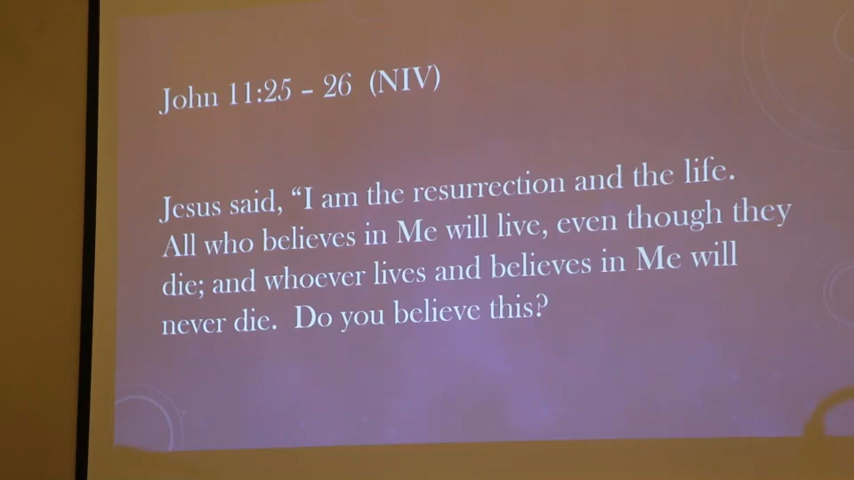 John 11:25 – 26 (NIV)
Jesus said, “I am the resurrection and the life.
All who believes in Me will live, even though they
die; and whoever lives and believes in Me will
never die. Do you believe this?